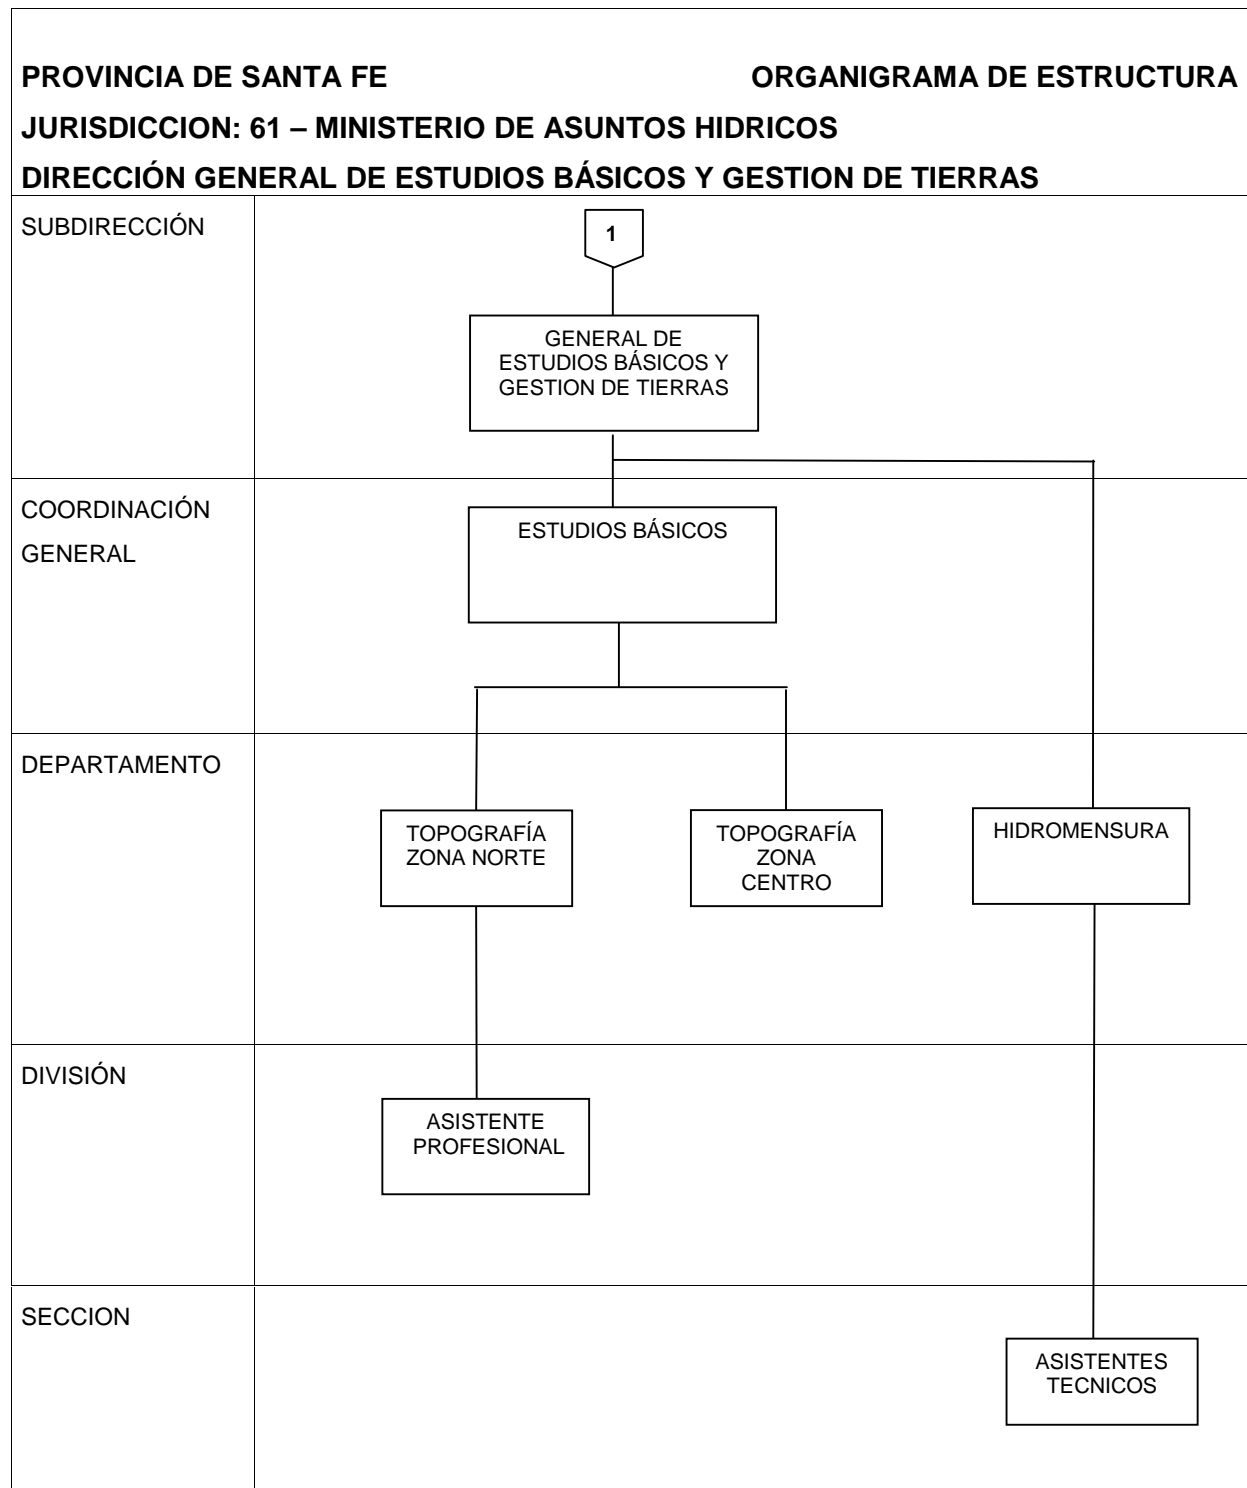 PROVINCIA DE SANTA FE ORGANIGRAMA DE ESTRUCTURA
JURISDICCION: 61 – MINISTERIO DE ASUNTOS HIDRICOS
DIRECCIÓN GENERAL DE ESTUDIOS BÁSICOS Y GESTION DE TIERRAS
SUBDIRECCIÓN
1
GENERAL DE
ESTUDIOS BÁSICOS Y
GESTION DE TIERRAS
COORDINACIÓN
GENERAL
ESTUDIOS BÁSICOS
DEPARTAMENTO
TOPOGRAFÍA
ZONA NORTE
TOPOGRAFÍA
ZONA
CENTRO
HIDROMENSURA
DIVISIÓN
ASISTENTE
PROFESIONAL
SECCION
ASISTENTES
TECNICOS